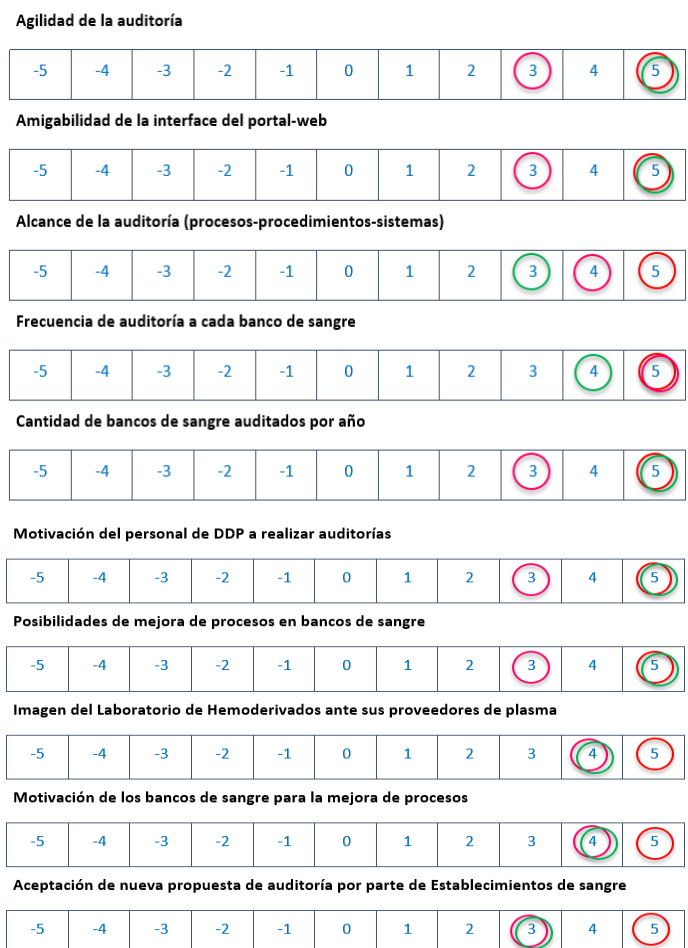 Agilidad de la auditoría
-5 -4 -3 -2 -1 0 1 2 3 4 5
Amigabilidad de la interface del portal-web
-5 -4 -3 -2 -1 0 1 2 3 4 5
Alcance de la auditoría (procesos-procedimientos-sistemas)
-5 -4 -3 -2 -1 0 1 2 3 4 5
Frecuencia de auditoría a cada banco de sangre
-5 -4 -3 -2 -1 0 1 2 3 4 5
Cantidad de bancos de sangre auditados por año
-5 -4 -3 -2 -1 0 1 2 3 4 5
Motivación del personal de DDP a realizar auditorías
-5 -4 -3 -2 -1 0 1 2 3 4 5
Posibilidades de mejora de procesos en bancos de sangre
-5 -4 -3 -2 -1 0 1 2 3 4 5
Imagen del Laboratorio de Hemoderivados ante sus proveedores de plasma
-5 -4 -3 -2 -1 0 1 2 3 4 5
Motivación de los bancos de sangre para la mejora de procesos
-5 -4 -3 -2 -1 0 1 2 3 4 5
Aceptación de nueva propuesta de auditoría por parte de Establecimientos de sangre
-5 -4 -3 -2 -1 0 1 2 3 4 5